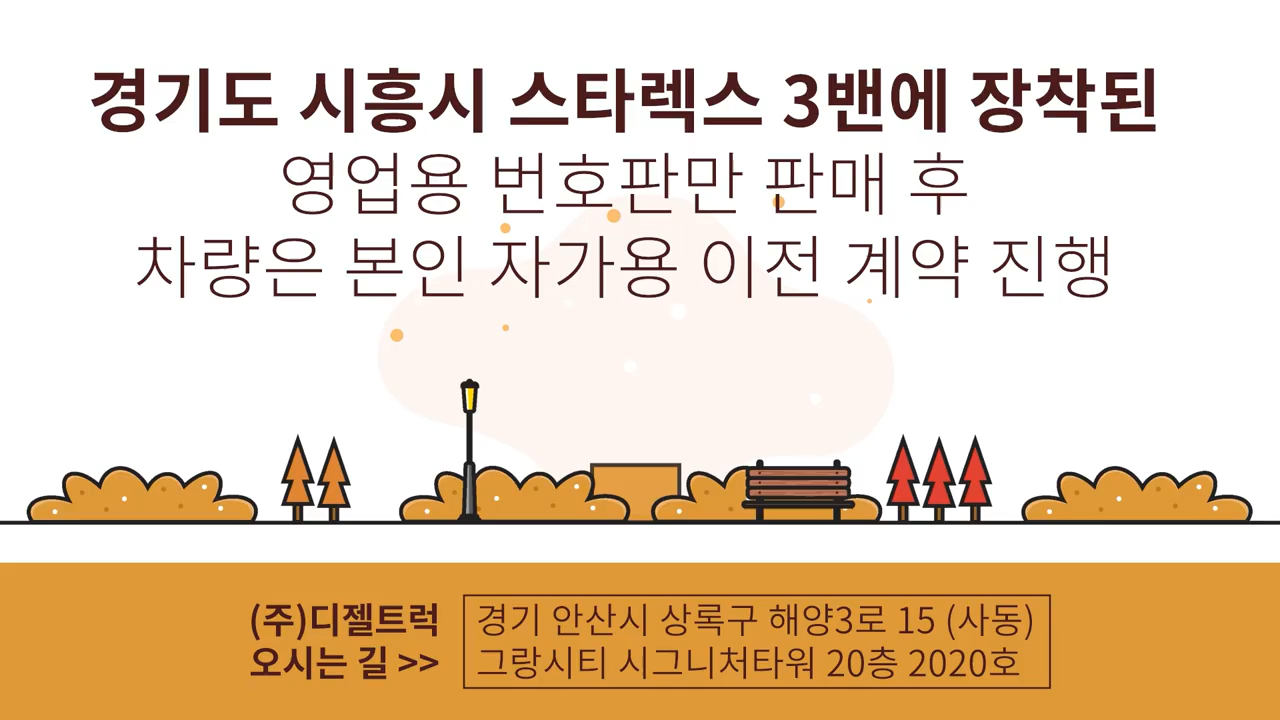 경기도 시흥시 스타렉스 3밴에 장착된
영업용 번호판만 판매 후
차량은 본인 자가용 이전 계약 진행
(주)디젤트럭
오시는 길 >>
경기 안산시 상록구 해양3로 15 (사동)
그랑시티 시그니처타워 20층 2020호